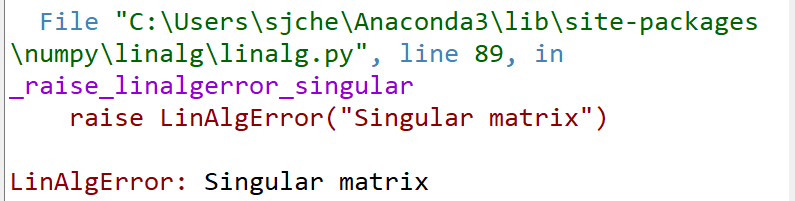 File "C:\Users\sjche\Anaconda3\lib\site-packages
\numpy\linalg\linalg.py", line 89, in
_raise_linalgerror_singular
raise LinAlgError("Singular matrix")
LinAlgError: Singular matrix